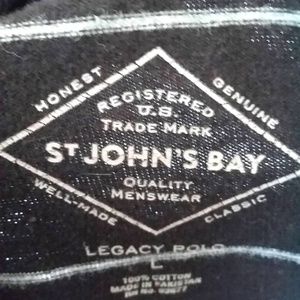 HONEST
GENUINE
REGISTERED
U.S.
TRADE MARK
ST JOHN'S BAY
QUALITY
MENSWEAR
WELL-MADE
CLASSIC
LEGACY POLO
L
100% COTTON
MADE IN PAKISTAN